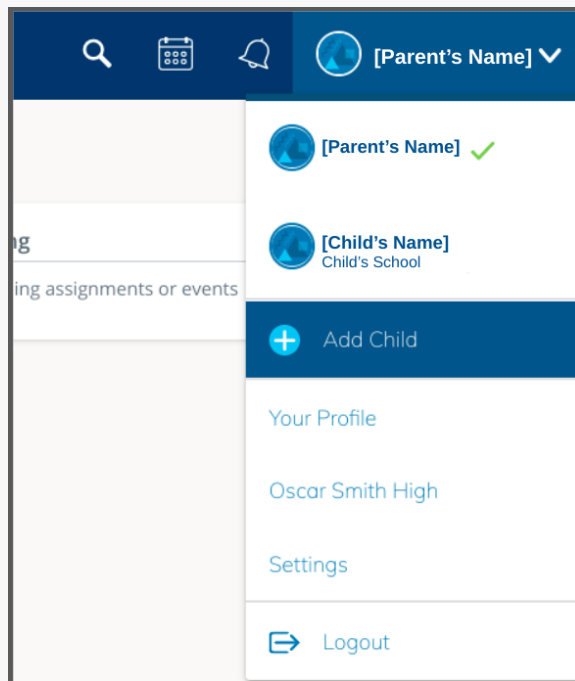 [Parent’s Name]
[Parent’s Name]
[Child’s Name]
Child’s School
ing assignments or events
Add Child
Your Profile
Oscar Smith High
Settings
Logout